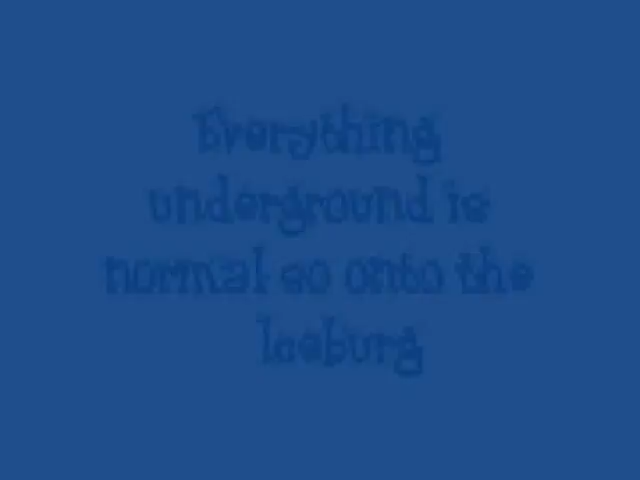 Everything
underground is
normal so onto the
Iceburg